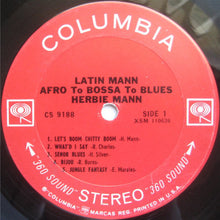 COLUMBIA
LATIN MANN
AFRO To BOSSA To BLUES
HERBIE MANN
CS 9188
SIDE 1
XSM 110626
1 - LET'S BOOM CHITTY BOOM -H. Mann-
2 - WHAT'D I SAY -R. Charles-
3 - SENOR BLUES -H. Silver-
4 - BIJOU -R. Burns-
5 - JUNGLE FANTASY -E. Morales-
"360 SOUND" STEREO "360 SOUND"
"COLUMBIA" MARCAS REG. PRINTED IN U.S.A.